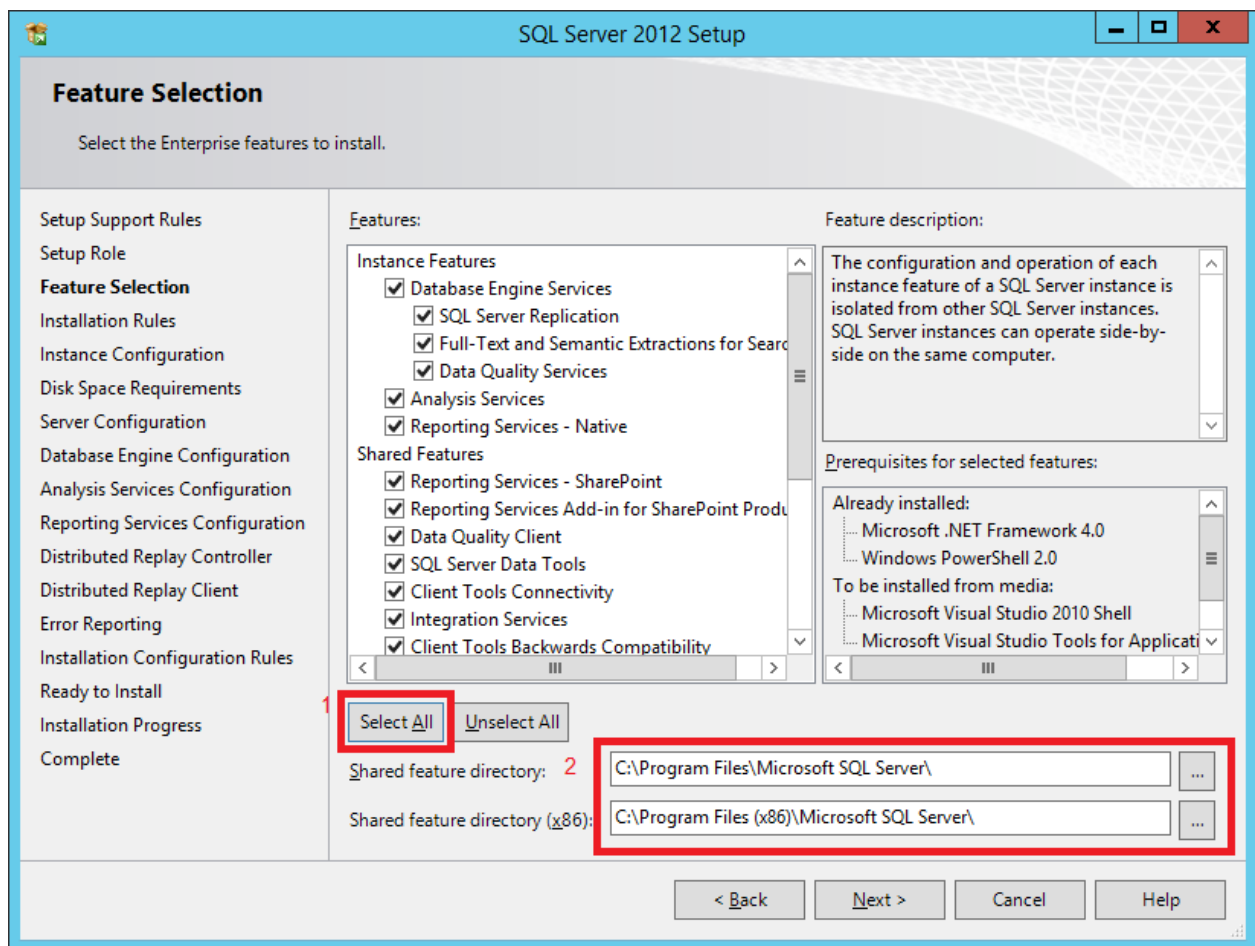 SQL Server 2012 Setup
Feature Selection
Select the Enterprise features to install.
Setup Support Rules
Setup Role
Feature Selection
Installation Rules
Instance Configuration
Disk Space Requirements
Server Configuration
Database Engine Configuration
Analysis Services Configuration
Reporting Services Configuration
Distributed Replay Controller
Distributed Replay Client
Error Reporting
Installation Configuration Rules
Ready to Install
Installation Progress
Complete
Features:
Instance Features
Database Engine Services
SQL Server Replication
Full-Text and Semantic Extractions for Searc
Data Quality Services
Analysis Services
Reporting Services - Native
Shared Features
Reporting Services - SharePoint
Reporting Services Add-in for SharePoint Produ
Data Quality Client
SQL Server Data Tools
Client Tools Connectivity
Integration Services
Client Tools Backwards Compatibility
Feature description:
The configuration and operation of each
instance feature of a SQL Server instance is
isolated from other SQL Server instances.
SQL Server instances can operate side-by-
side on the same computer.
Prerequisites for selected features:
Already installed:
Microsoft .NET Framework 4.0
Windows PowerShell 2.0
To be installed from media:
Microsoft Visual Studio 2010 Shell
Microsoft Visual Studio Tools for Applicati
1
Select All
Unselect All
Shared feature directory:
2
C:\Program Files\Microsoft SQL Server\
...
Shared feature directory (x86):
C:\Program Files (x86)\Microsoft SQL Server\
...
< Back
Next >
Cancel
Help